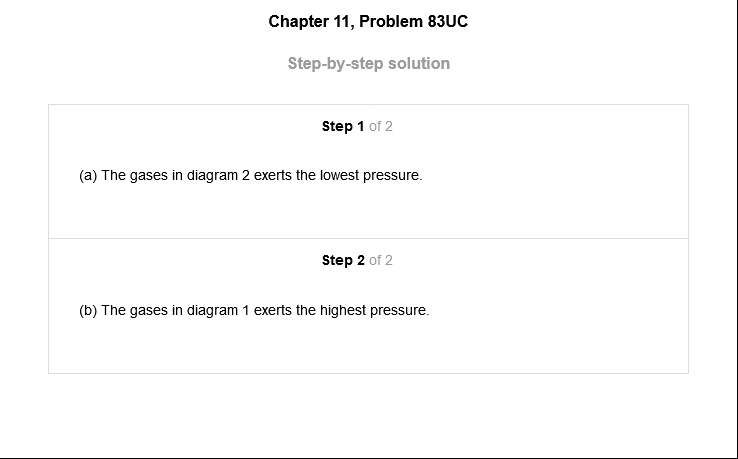 Chapter 11, Problem 83UC
Step-by-step solution
Step 1 of 2
(a) The gases in diagram 2 exerts the lowest pressure.
Step 2 of 2
(b) The gases in diagram 1 exerts the highest pressure.